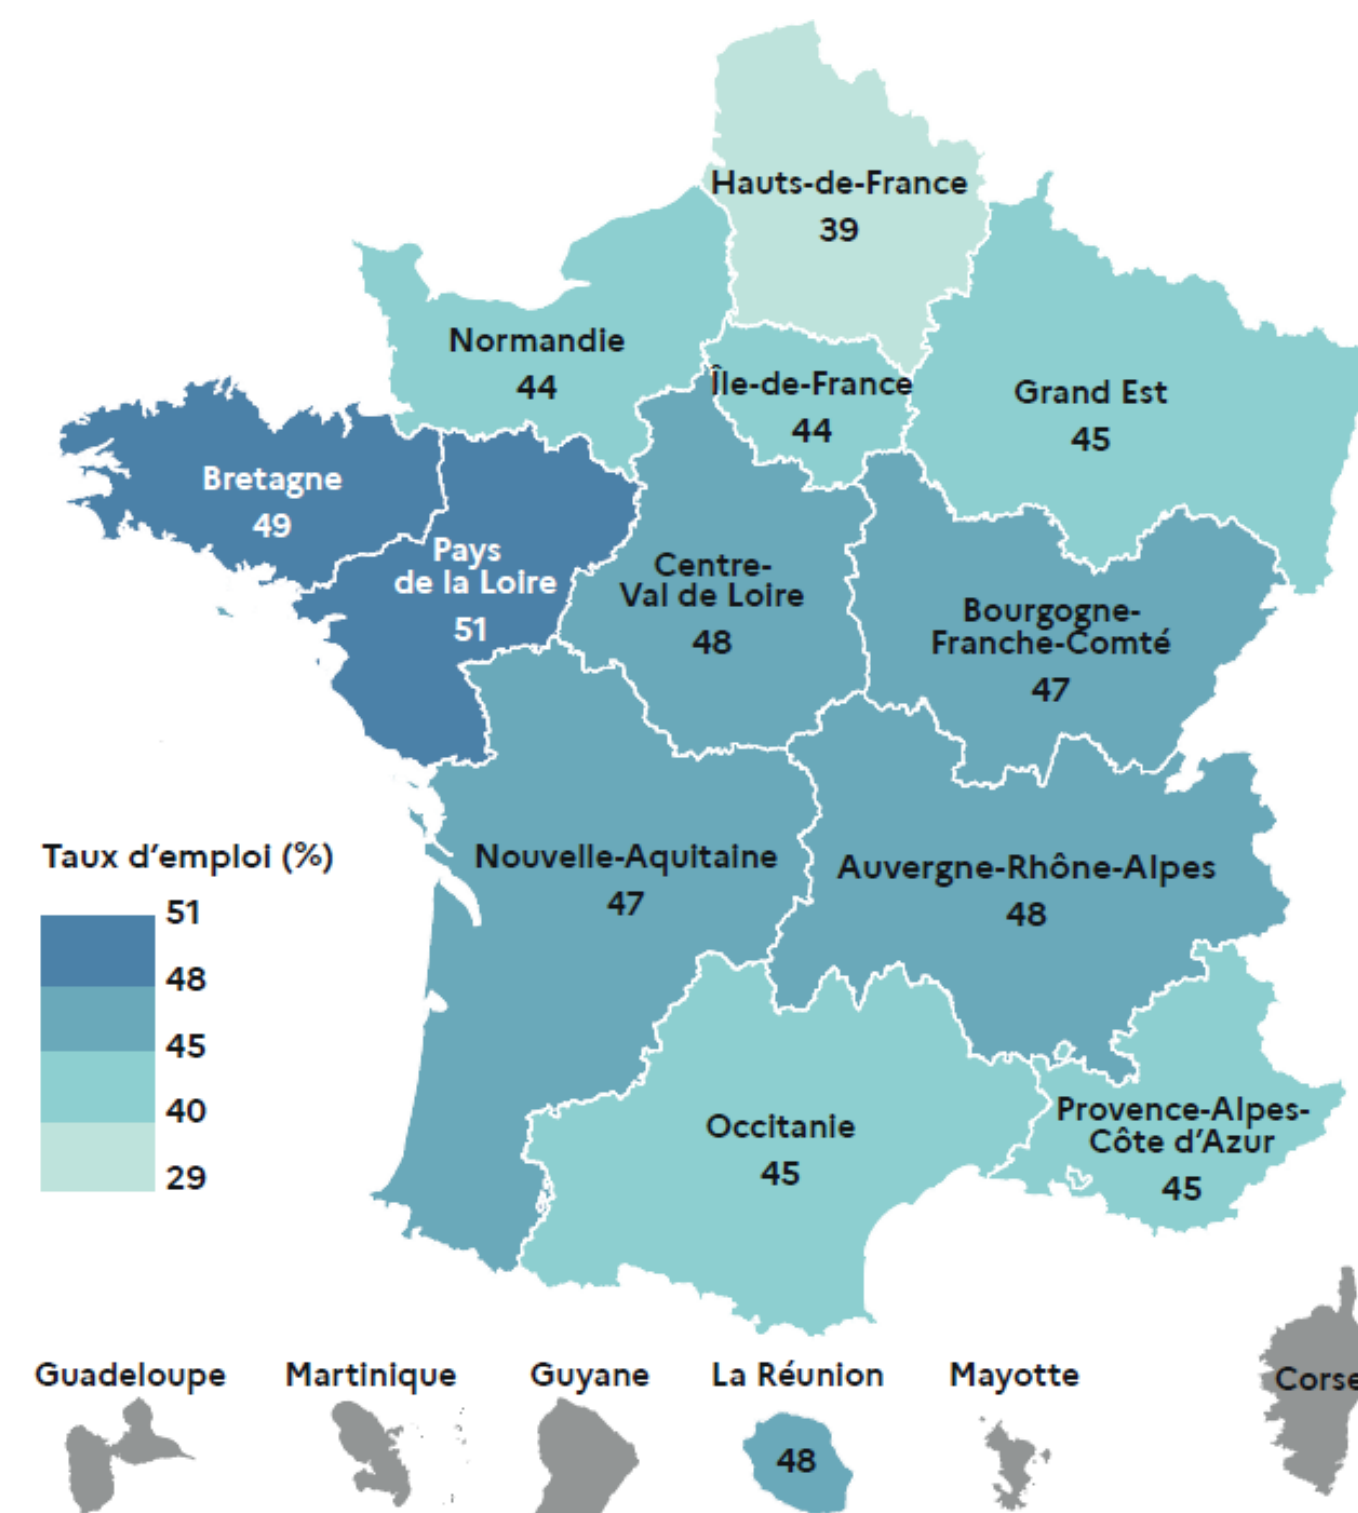 Hauts-de-France
39
Normandie
44
Île-de-France
44
Grand Est
45
Bretagne
49
Pays
de la Loire
51
Centre-
Val de Loire
48
Bourgogne-
Franche-Comté
47
Taux d’emploi (%)
51
48
45
40
29
Nouvelle-Aquitaine
47
Auvergne-Rhône-Alpes
48
Occitanie
45
Provence-Alpes-
Côte d’Azur
45
Guadeloupe
Martinique
Guyane
La Réunion
48
Mayotte
Corse